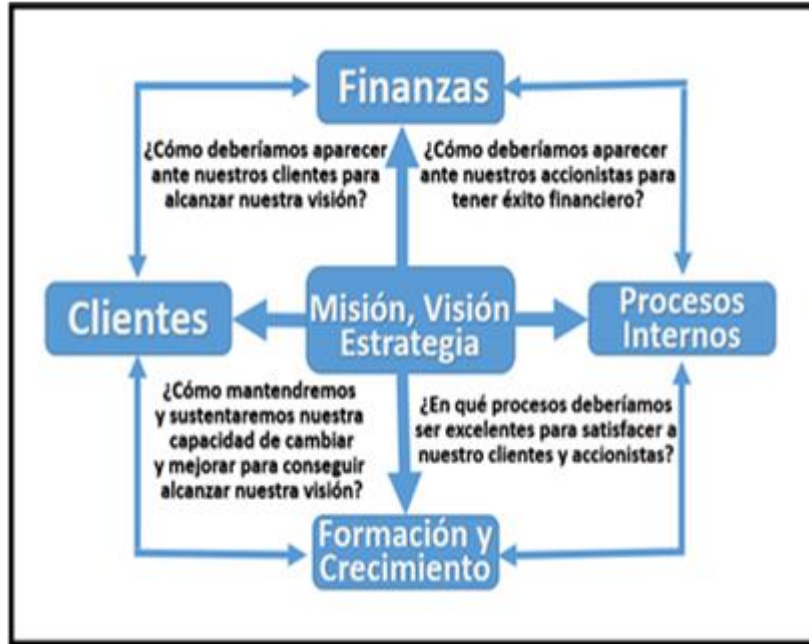 Finanzas
¿Cómo deberíamos aparecer
ante nuestros clientes para
alcanzar nuestra visión?
¿Cómo deberíamos aparecer
ante nuestros accionistas para
tener éxito financiero?
Clientes
Misión, Visión
Estrategia
Procesos
Internos
¿Cómo mantendremos
y sustentaremos nuestra
capacidad de cambiar
y mejorar para conseguir
alcanzar nuestra visión?
¿En qué procesos deberíamos
ser excelentes para satisfacer a
nuestro clientes y accionistas?
Formación y
Crecimiento